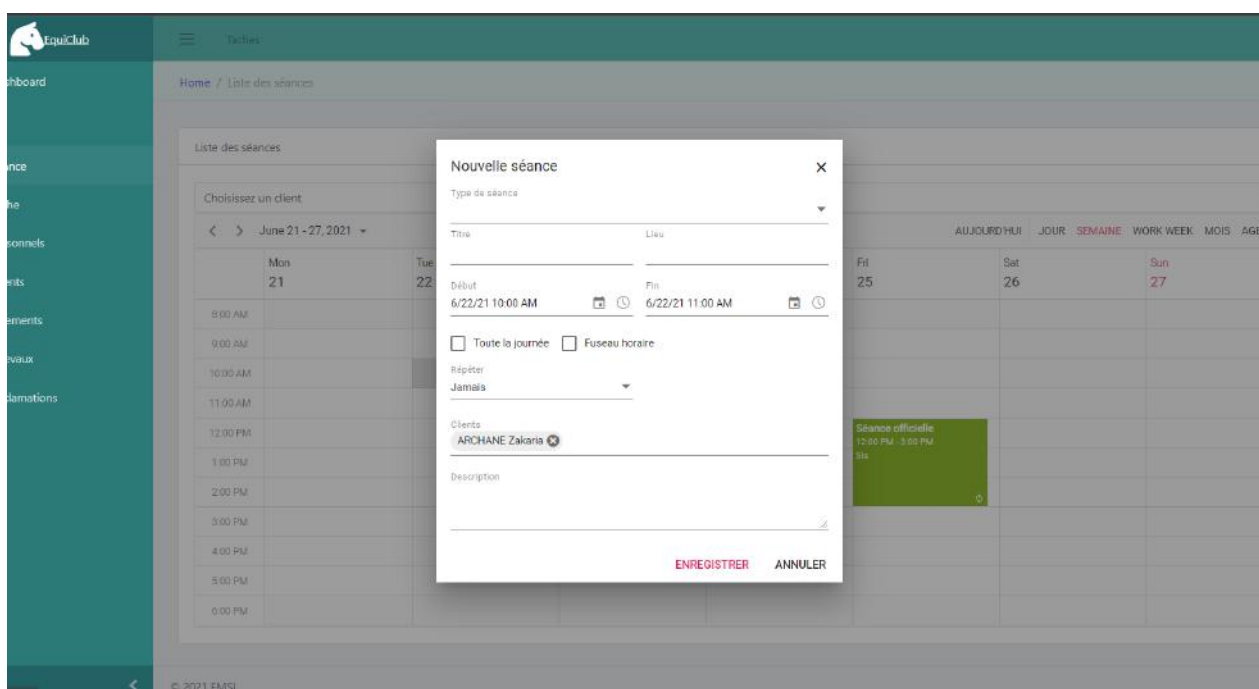 EquiClub
Taches
shboard
Home / Liste des séances
Liste des séances
Choisissez un client
June 21 - 27, 2021
AUJOURD'HUI JOUR SEMAINE WORK WEEK MOIS AGE
Mon
21
Tue
22
Fri
25
Sat
26
Sun
27
8:00 AM
9:00 AM
10:00 AM
11:00 AM
12:00 PM
1:00 PM
2:00 PM
3:00 PM
4:00 PM
5:00 PM
6:00 PM
Séance officielle
12:00 PM - 3:00 PM
Nouvelle séance
Type de séance
Titre Lieu
Début Fin
6/22/21 10:00 AM 6/22/21 11:00 AM
Toute la journée Fuseau horaire
Répéter
Jamais
Clients
ARCHANE Zakaria
Description
ENREGISTRER ANNULER
ance
he
sonnels
ents
ements
evaux
clamations
© 2021 EMSI